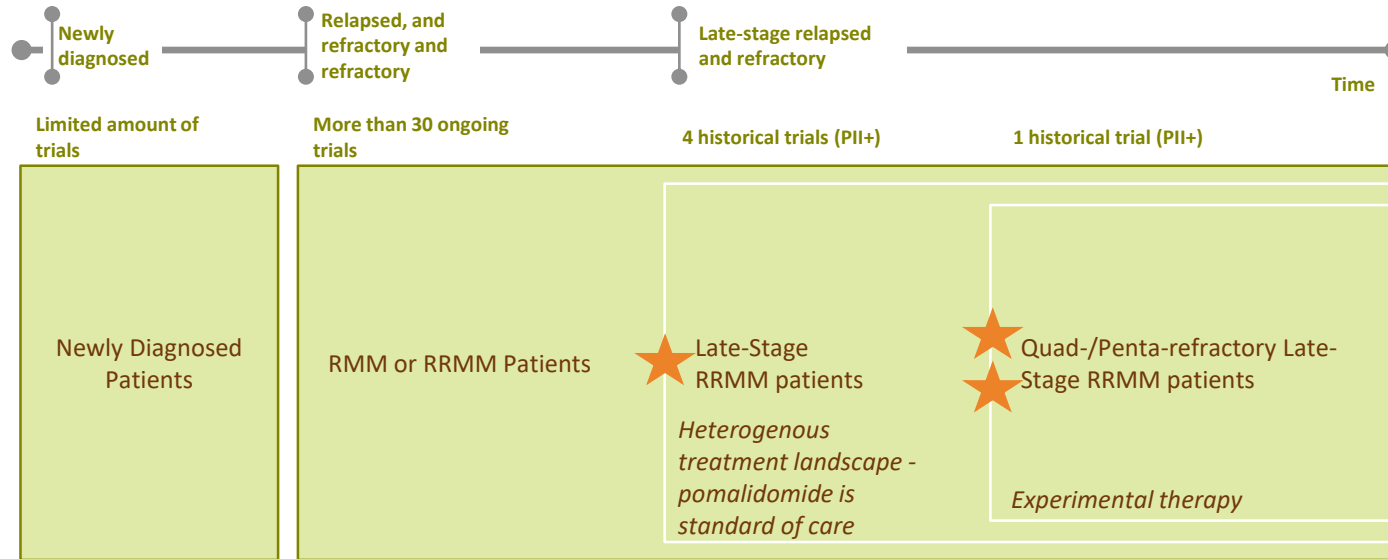 Newly
diagnosed
Relapsed, and
refractory and
refractory
Late-stage relapsed
and refractory
Time
Limited amount of
trials
More than 30 ongoing
trials
4 historical trials (PII+)
1 historical trial (PII+)
Newly Diagnosed
Patients
RMM or RRMM Patients
Late-Stage
RRMM patients
Heterogenous
treatment landscape -
pomalidomide is
standard of care
Quad-/Penta-refractory Late-
Stage RRMM patients
Experimental therapy